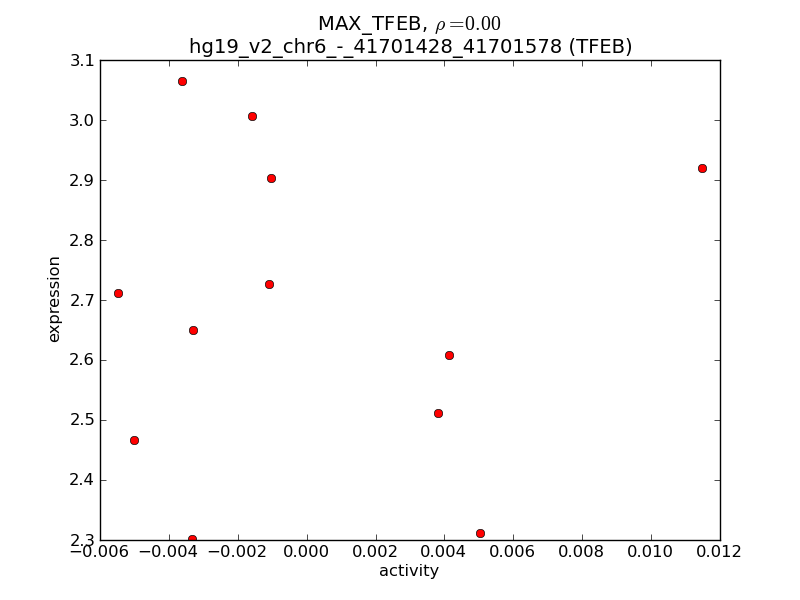 MAX_TFEB, ρ=0.00
hg19_v2_chr6_-_41701428_41701578 (TFEB)
3.1
3.0
2.9
2.8
2.7
2.6
2.5
2.4
2.3
expression
−0.006 −0.004 −0.002 0.000 0.002 0.004 0.006 0.008 0.010 0.012
activity